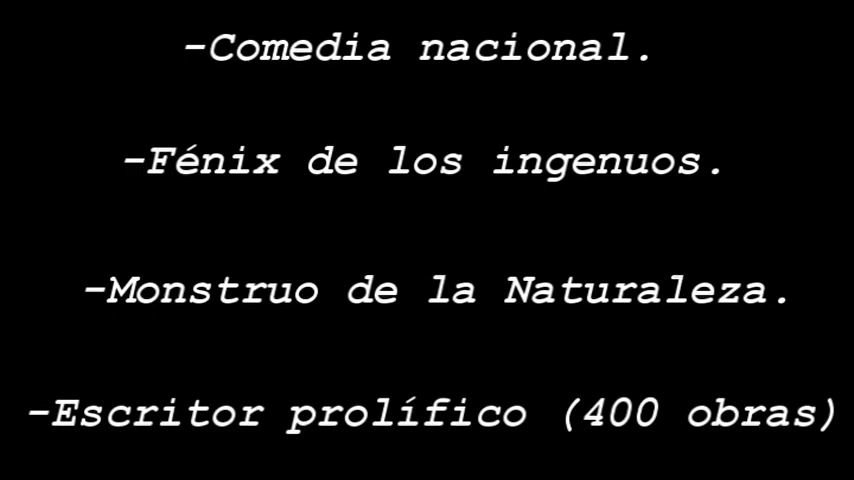 -Comedia nacional.
-Fénix de los ingenuos.
-Monstruo de la Naturaleza.
-Escritor prolífico (400 obras)